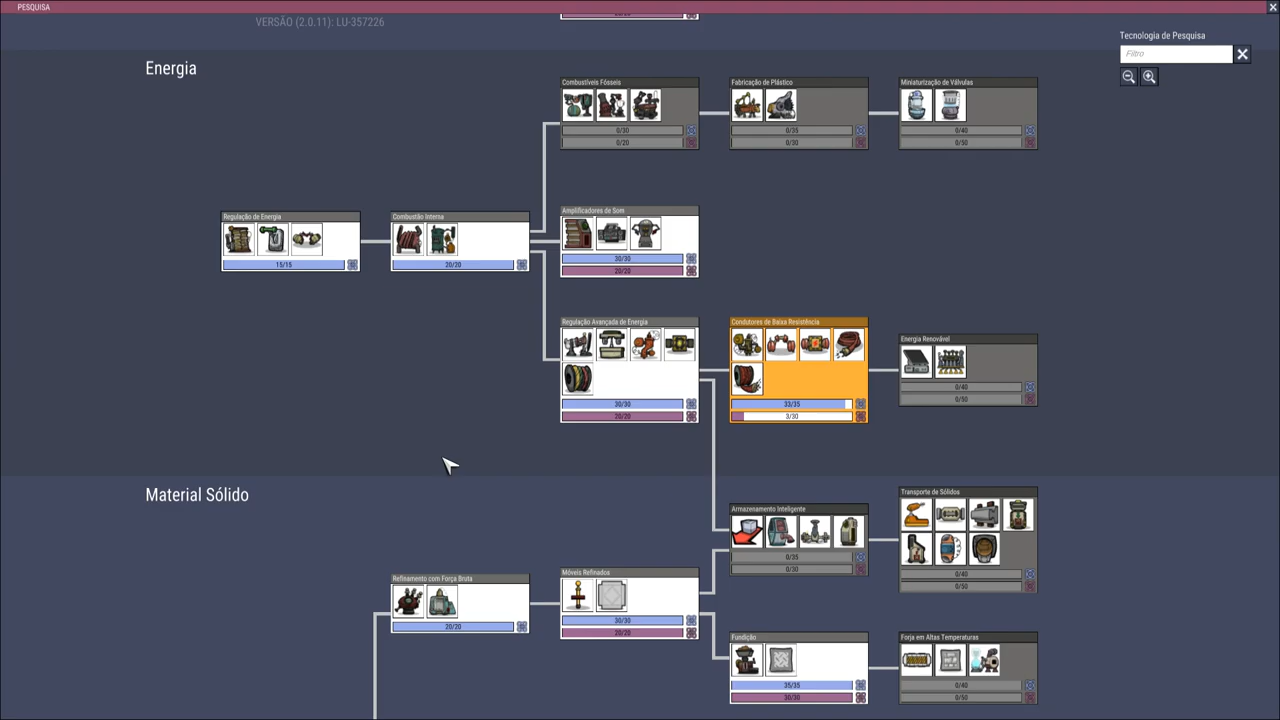 PESQUISA
VERSÃO (2.0.11): LU-357226
Tecnologia de Pesquisa
Filtro
Energia
Combustíveis Fósseis
0/30
0/20
Fabricação de Plástico
0/35
0/30
Miniaturização de Válvulas
0/40
0/50
Regulação de Energia
15/15
Combustão Interna
20/20
Amplificadores de Som
30/30
20/20
Regulação Avançada de Energia
30/30
20/20
Condutores de Baixa Resistência
33/35
3/30
Energia Renovável
0/40
0/50
Material Sólido
Armazenamento Inteligente
0/35
0/30
Transporte de Sólidos
0/40
0/50
Refinamento com Força Bruta
20/20
Móveis Refinados
30/30
20/20
Fundição
35/35
30/30
Forja em Altas Temperaturas
0/40
0/50